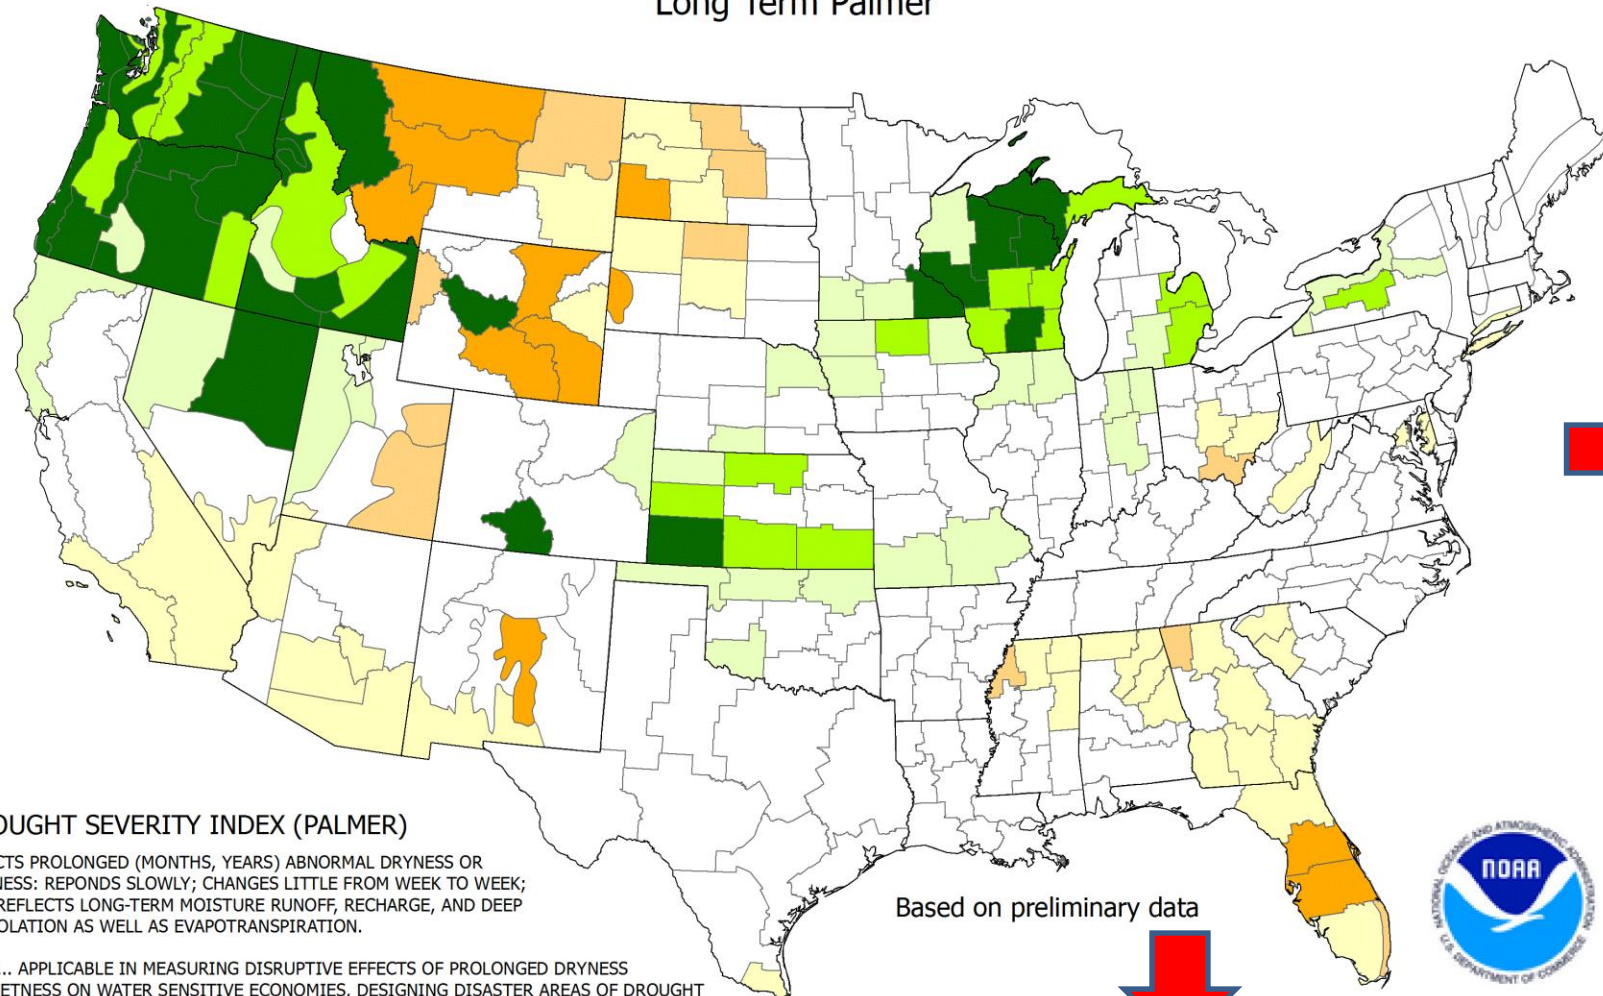 Long Term Palmer
OUGHT SEVERITY INDEX (PALMER)
CTS PROLONGED (MONTHS, YEARS) ABNORMAL DRYNESS OR
NESS: REPONDS SLOWLY; CHANGES LITTLE FROM WEEK TO WEEK;
REFLECTS LONG-TERM MOISTURE RUNOFF, RECHARGE, AND DEEP
OLATION AS WELL AS EVAPOTRANSPIRATION.
... APPLICABLE IN MEASURING DISRUPTIVE EFFECTS OF PROLONGED DRYNESS
ETNESS ON WATER SENSITIVE ECONOMIES, DESIGNING DISASTER AREAS OF DROUGHT
Based on preliminary data
NATIONAL OCEANIC AND ATMOSPHERIC ADMINISTRATION
NOAA
U.S. DEPARTMENT OF COMMERCE